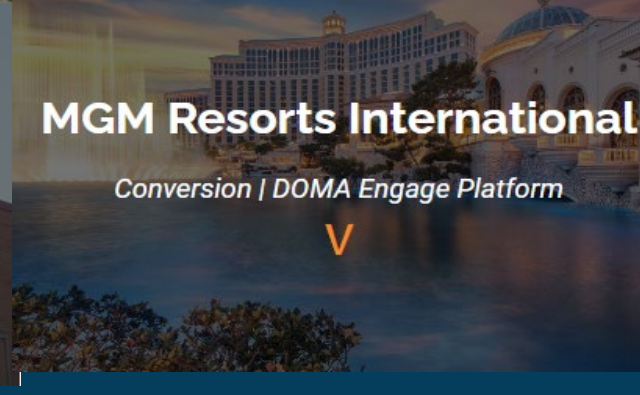 MGM Resorts International
Conversion | DOMA Engage Platform
V